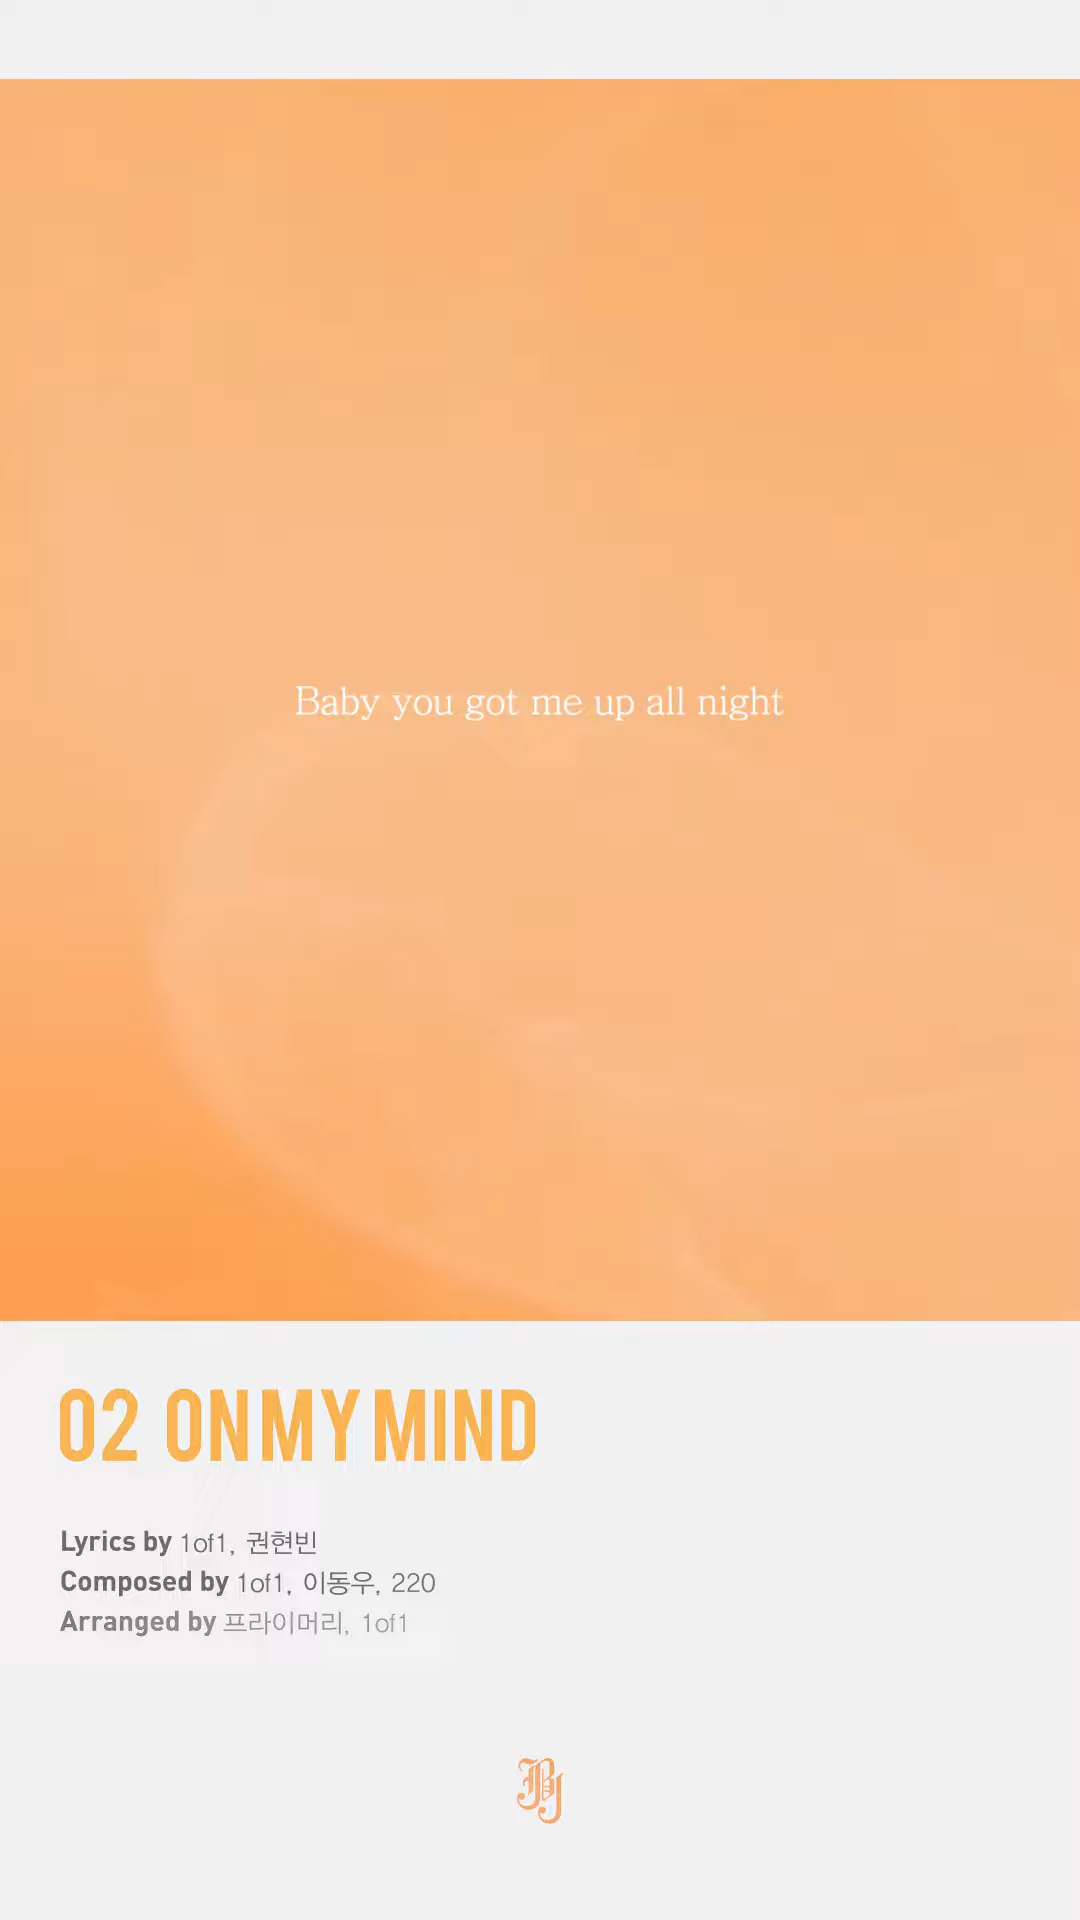 Baby you got me up all night
02 ON MY MIND
Lyrics by 1of1, 권현빈
Composed by 1of1, 이동우, 220
Arranged by 프라이머리, 1of1
JBJ